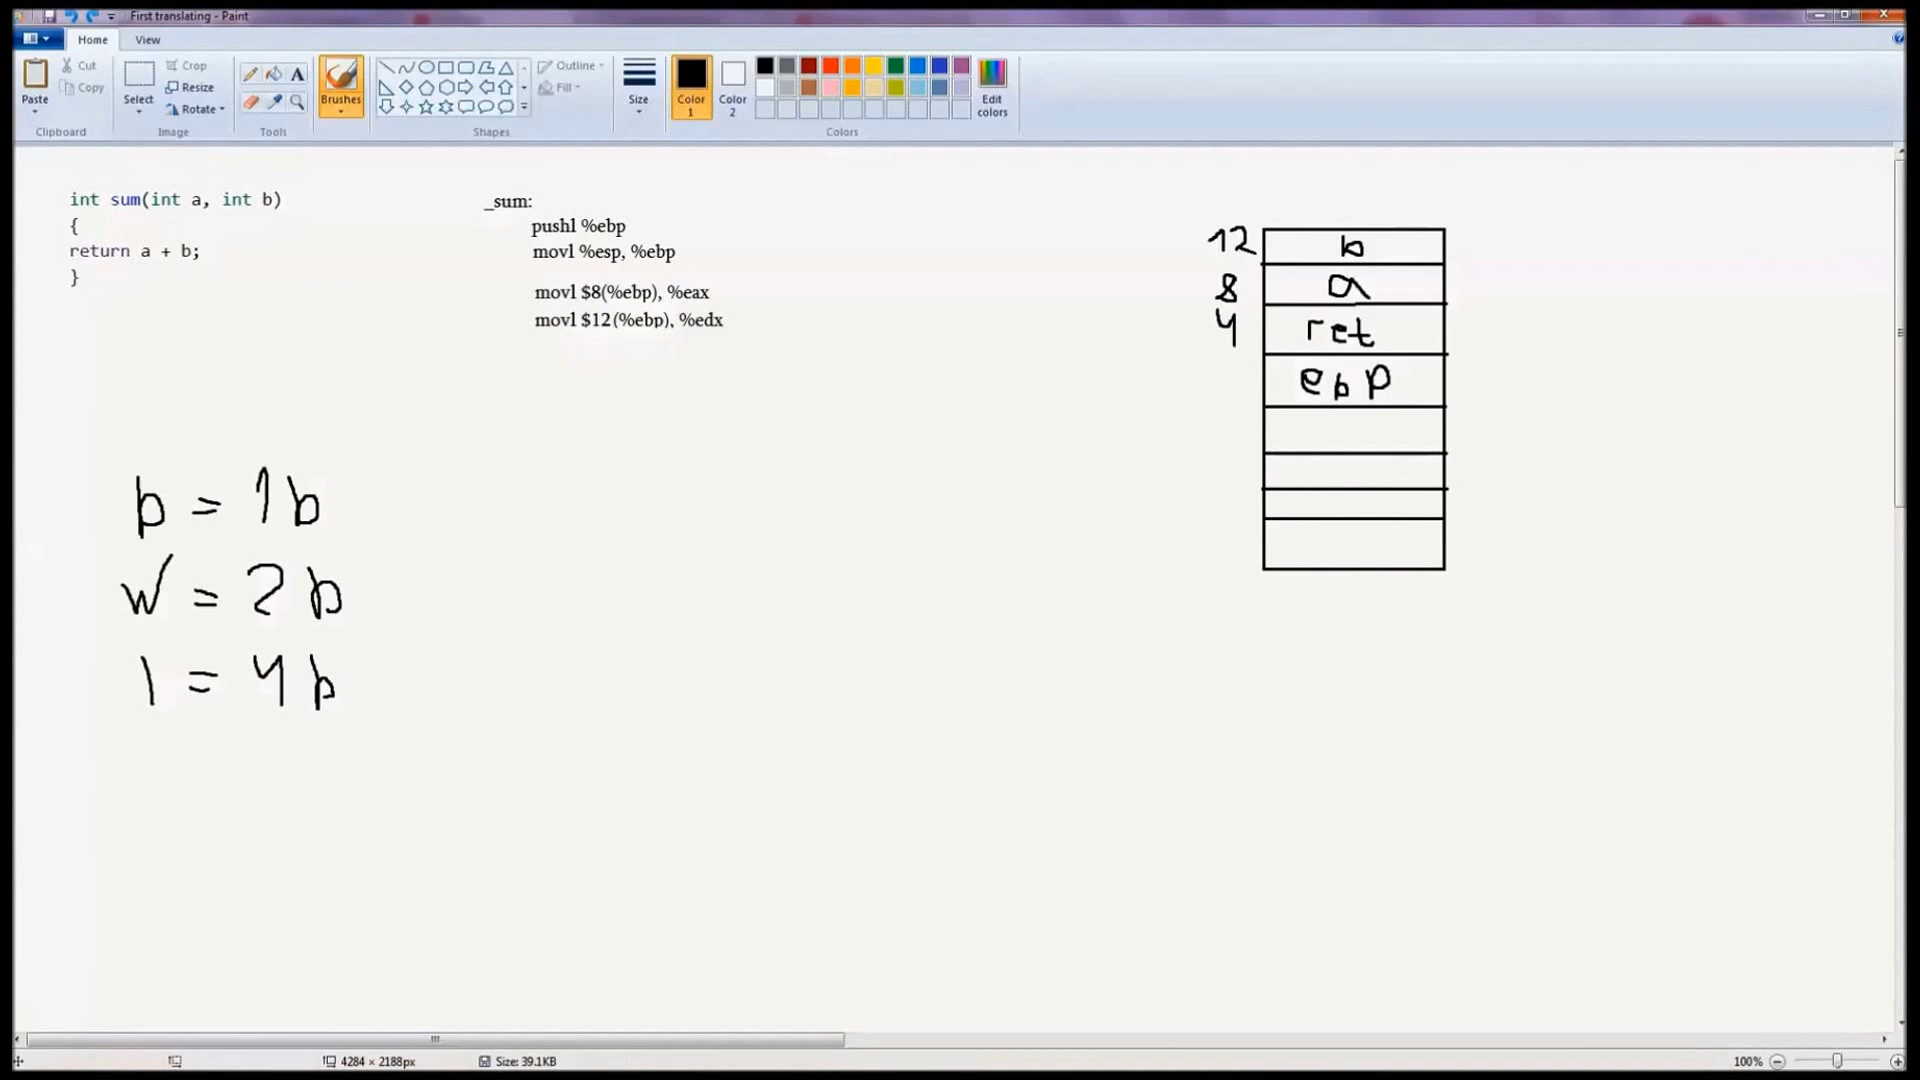 First translating - Paint
Home View
Paste
Cut
Copy
Clipboard
Select
Crop
Resize
Rotate
Image
A
Tools
Brushes
Shapes
Outline
Fill
Size
Color 1
Color 2
Edit colors
Colors
int sum(int a, int b)
{
return a + b;
}
_sum:
pushl %ebp
movl %esp, %ebp
movl $8(%ebp), %eax
movl $12(%ebp), %edx
12 b
8 a
4 ret
ebp
b = 1b
w = 2b
l = 4b
4284 × 2188px
Size: 39.1KB
100%